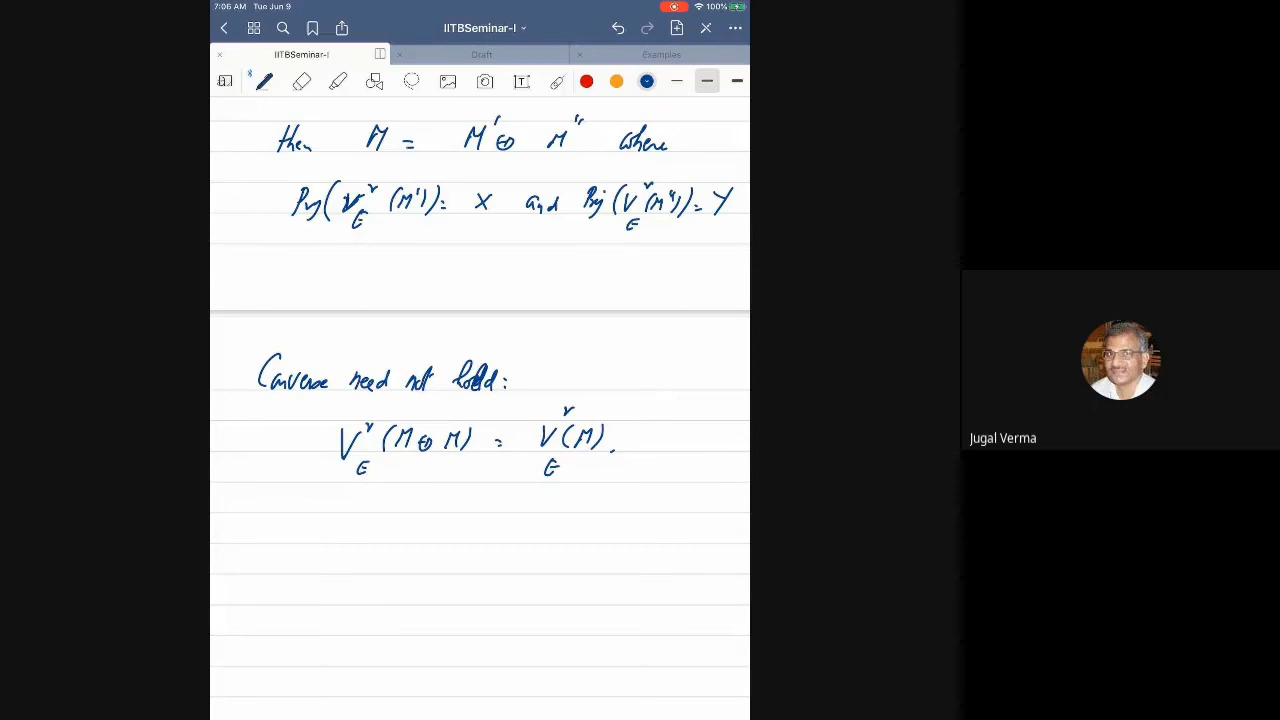 7:06 AM Tue Jun 9
100%
IITBSeminar-I
IITBSeminar-I
Draft
Examples
then M = M' ⊕ M'' where
Proj(V_E^r(M')) = X and Proj(V_E^r(M'')) = Y
Converse need not hold:
V_E^r(M ⊕ M) = V_E^r(M).
Jugal Verma